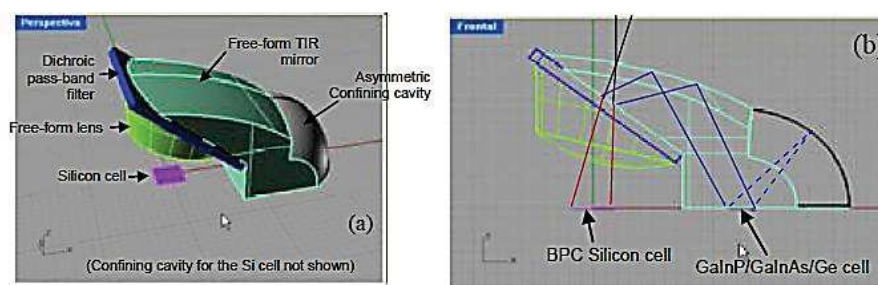 Perspectiva
Free-form TIR
mirror
Dichroic
pass-band
filter
Asymmetric
Confining cavity
Free-form lens
Silicon cell
(a)
(Confining cavity for the Si cell not shown)
Frontal
(b)
BPC Silicon cell
GaInP/GaInAs/Ge cell